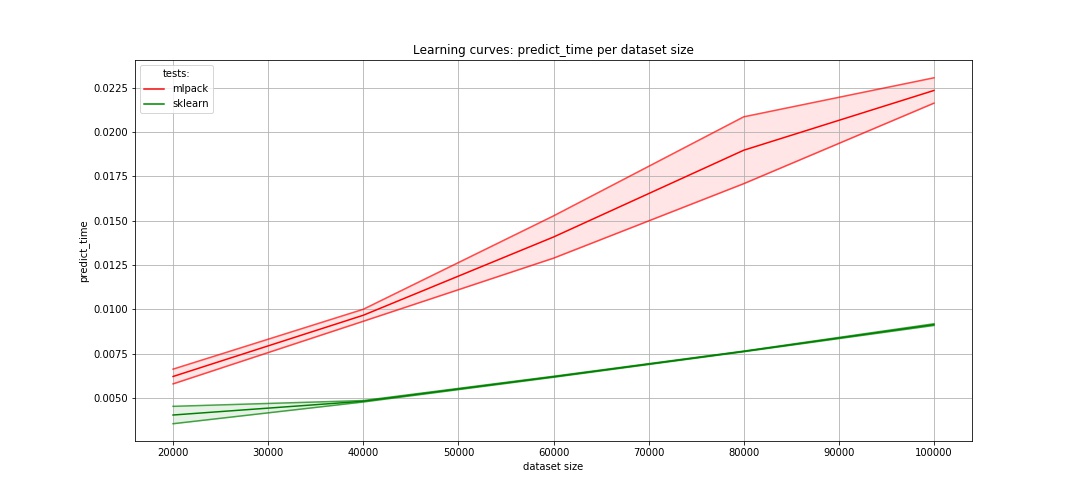 Learning curves: predict_time per dataset size
tests:
mlpack
sklearn
predict_time
0.0225
0.0200
0.0175
0.0150
0.0125
0.0100
0.0075
0.0050
20000 30000 40000 50000 60000 70000 80000 90000 100000
dataset size